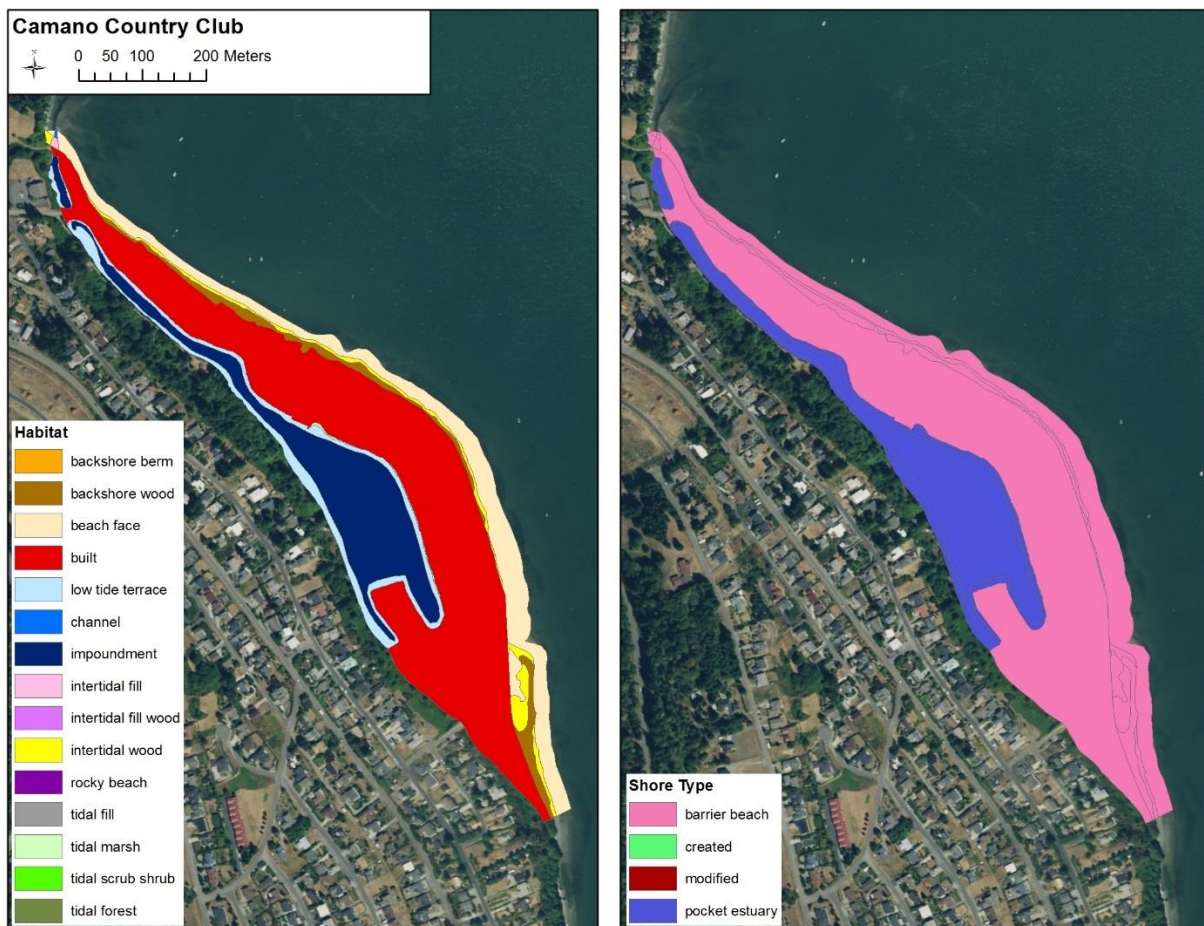 Camano Country Club
N
0 50 100 200 Meters
Habitat
backshore berm
backshore wood
beach face
built
low tide terrace
channel
impoundment
intertidal fill
intertidal fill wood
intertidal wood
rocky beach
tidal fill
tidal marsh
tidal scrub shrub
tidal forest
Shore Type
barrier beach
created
modified
pocket estuary